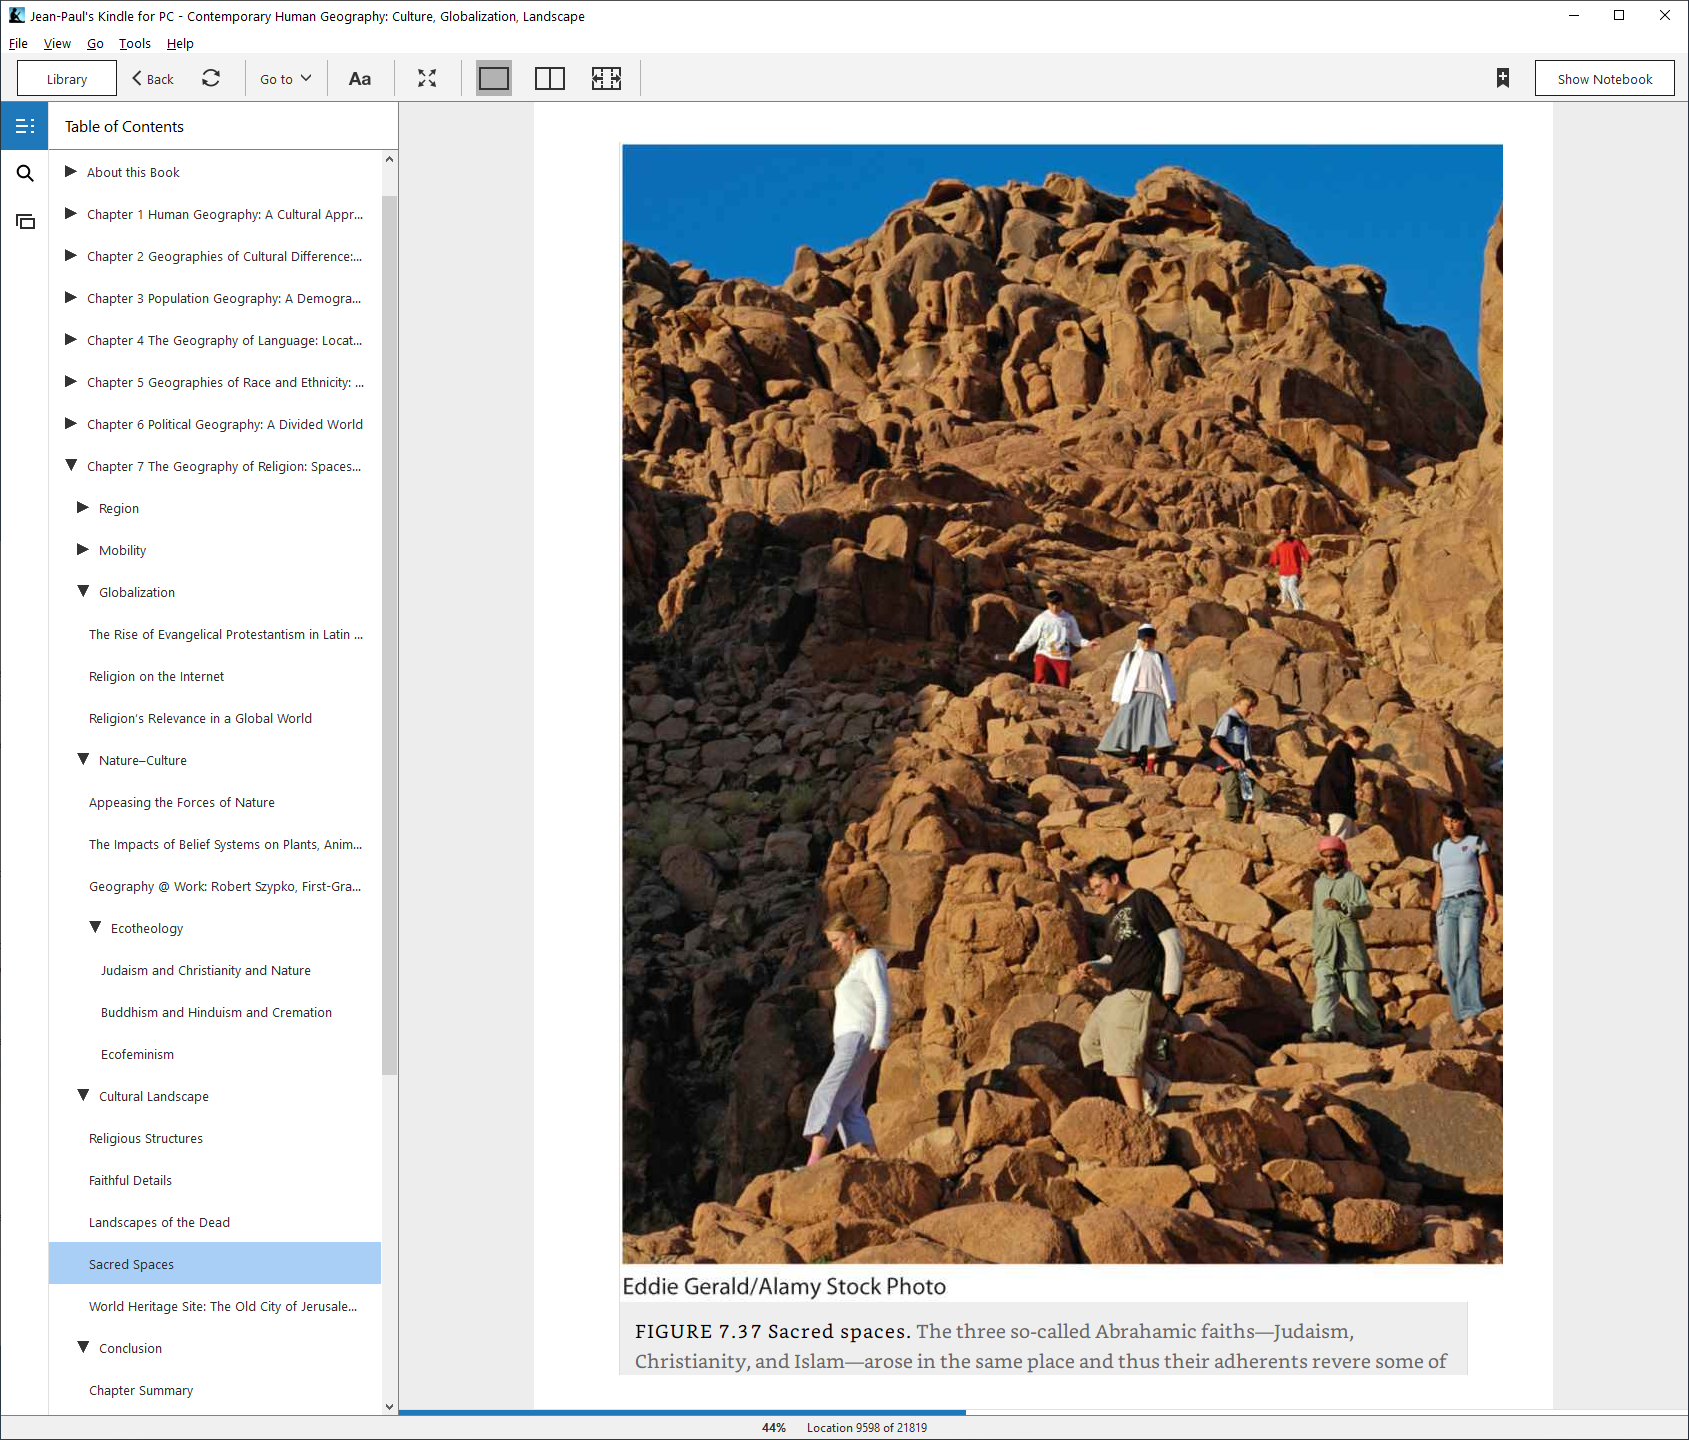 Jean-Paul's Kindle for PC - Contemporary Human Geography: Culture, Globalization, Landscape
File View Go Tools Help
Library Back Go to Aa Show Notebook
Table of Contents
About this Book
Chapter 1 Human Geography: A Cultural Appr...
Chapter 2 Geographies of Cultural Difference:...
Chapter 3 Population Geography: A Demogra...
Chapter 4 The Geography of Language: Locat...
Chapter 5 Geographies of Race and Ethnicity: ...
Chapter 6 Political Geography: A Divided World
Chapter 7 The Geography of Religion: Spaces...
Region
Mobility
Globalization
The Rise of Evangelical Protestantism in Latin ...
Religion on the Internet
Religion's Relevance in a Global World
Nature–Culture
Appeasing the Forces of Nature
The Impacts of Belief Systems on Plants, Anim...
Geography @ Work: Robert Szypko, First-Gra...
Ecotheology
Judaism and Christianity and Nature
Buddhism and Hinduism and Cremation
Ecofeminism
Cultural Landscape
Religious Structures
Faithful Details
Landscapes of the Dead
Sacred Spaces
World Heritage Site: The Old City of Jerusale...
Conclusion
Chapter Summary
Eddie Gerald/Alamy Stock Photo
FIGURE 7.37 Sacred spaces. The three so-called Abrahamic faiths—Judaism,
Christianity, and Islam—arose in the same place and thus their adherents revere some of
44% Location 9598 of 21819